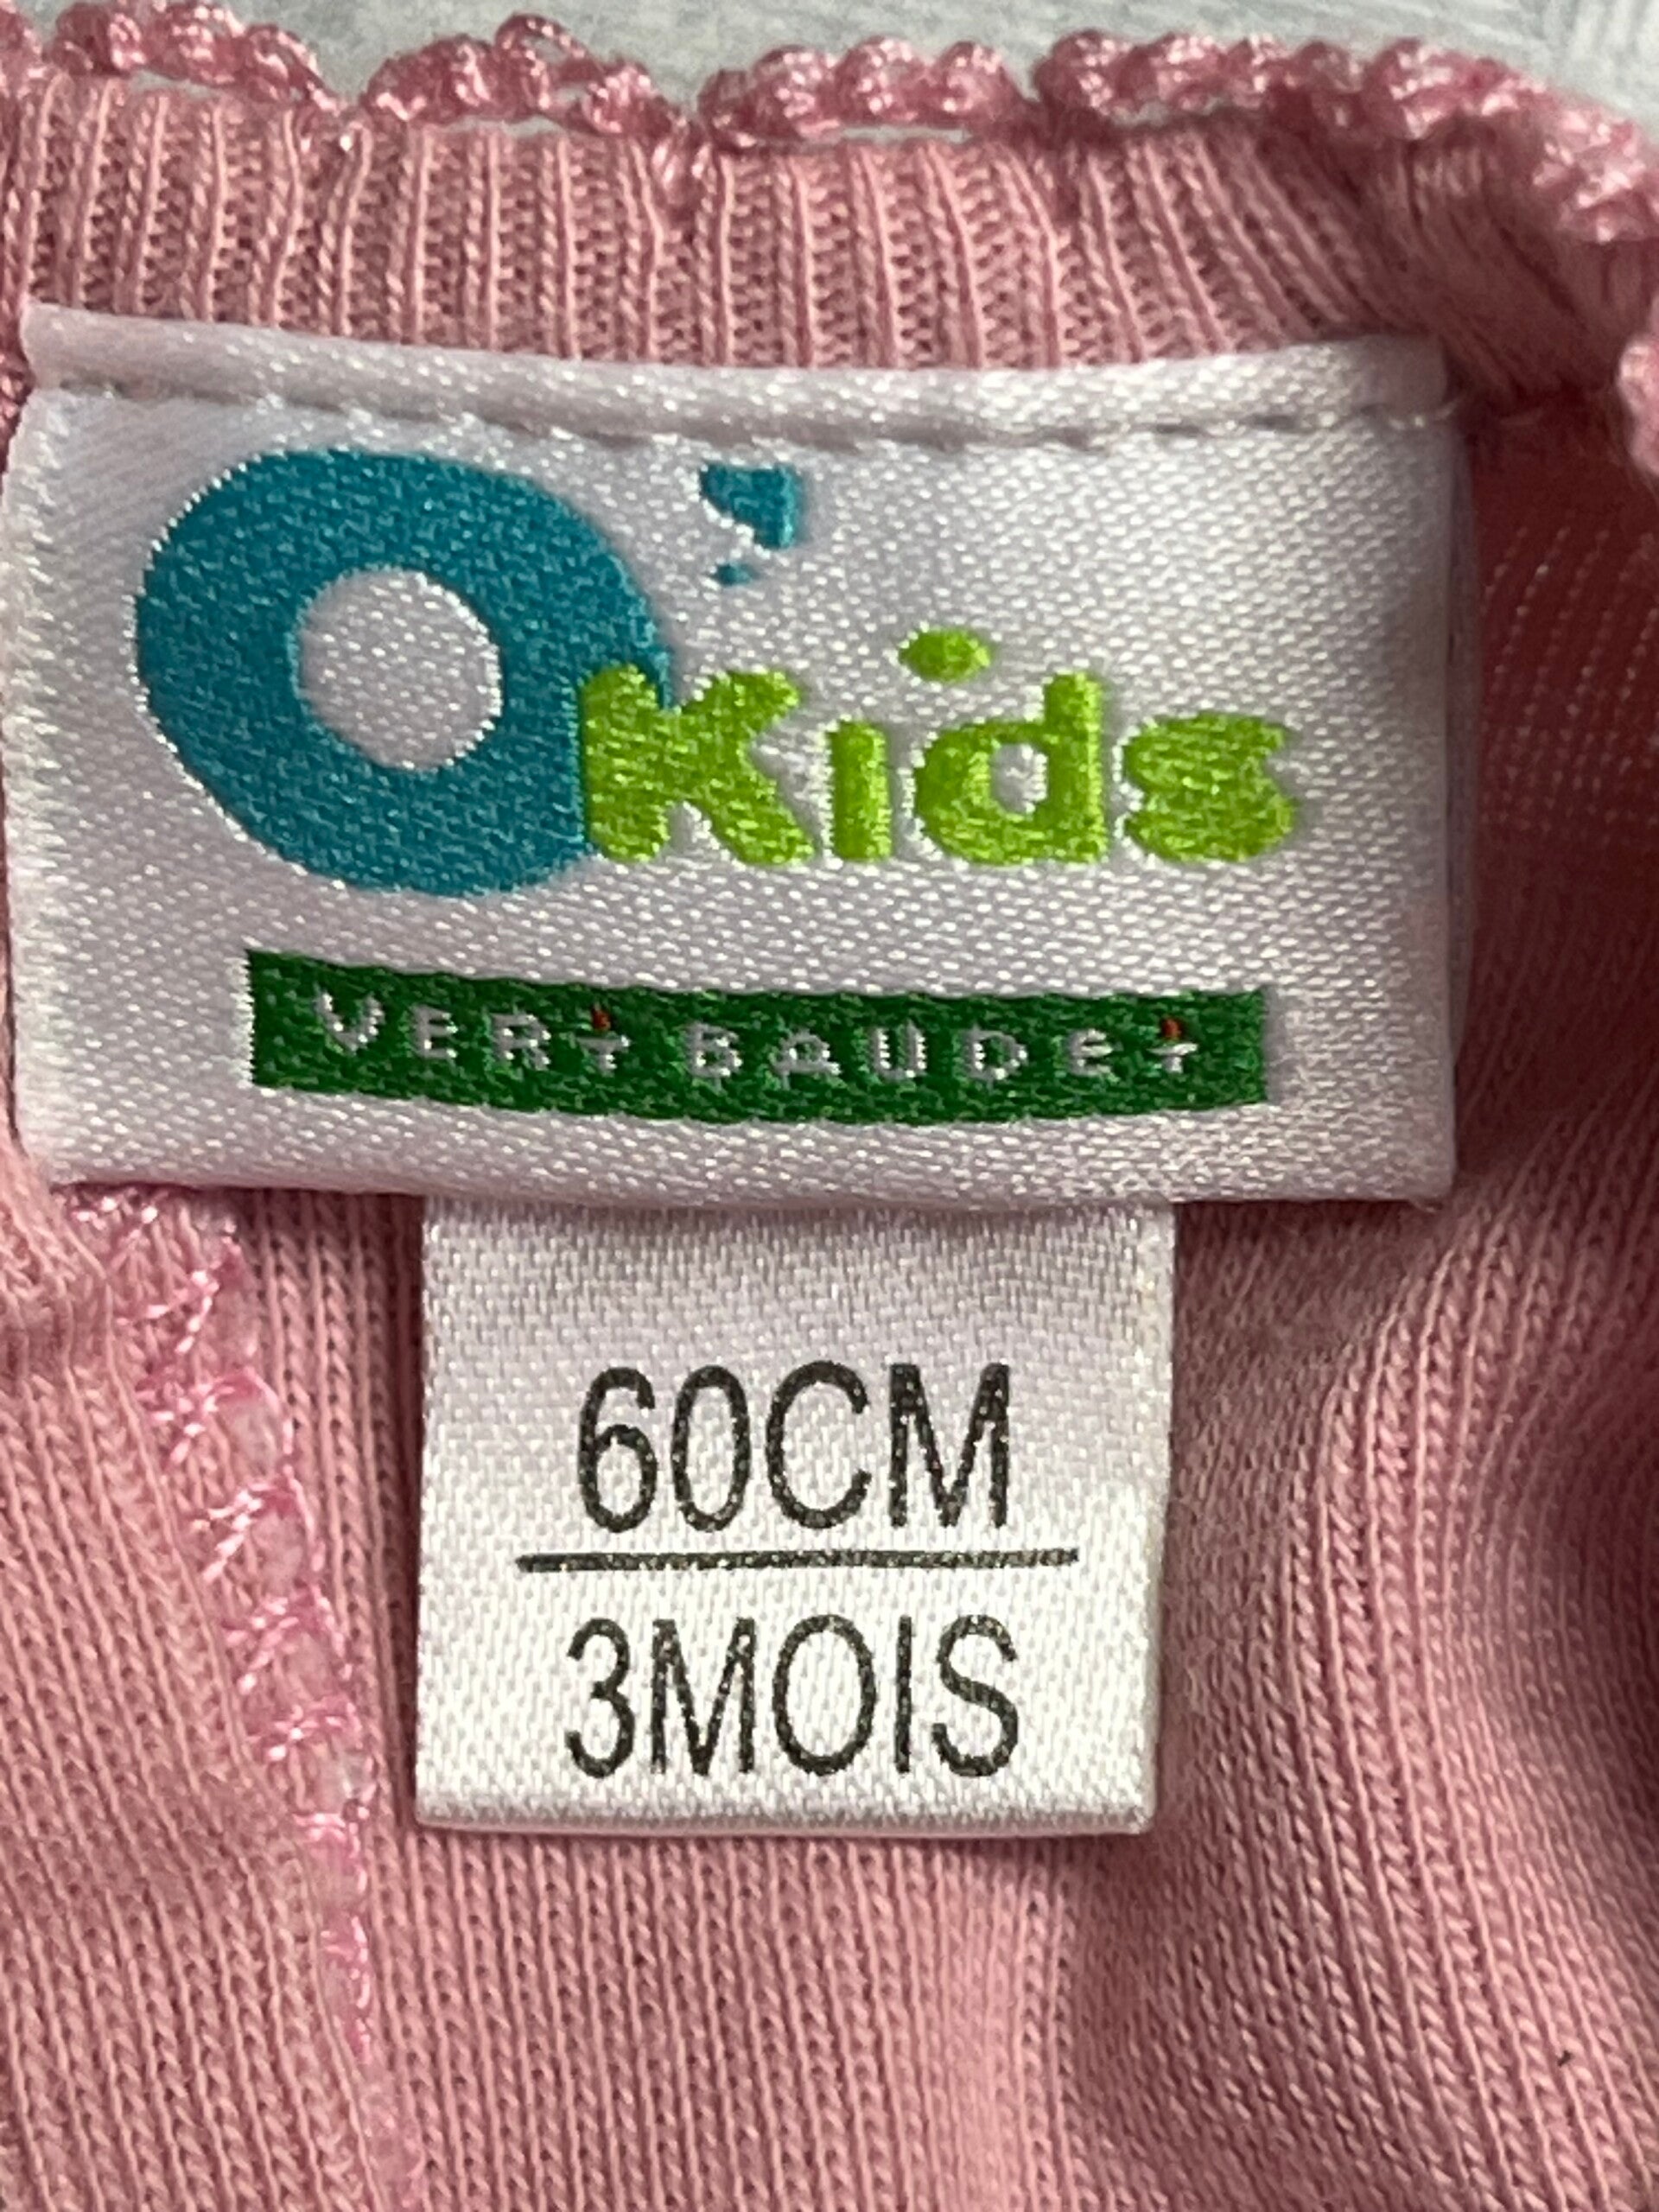 O'Kids
VERTBAUDET
60CM
3MOIS